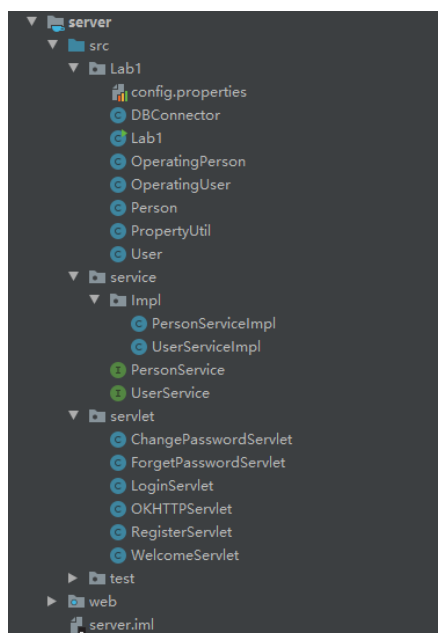 server
src
Lab1
config.properties
DBConnector
Lab1
OperatingPerson
OperatingUser
Person
PropertyUtil
User
service
Impl
PersonServiceImpl
UserServiceImpl
PersonService
UserService
servlet
ChangePasswordServlet
ForgetPasswordServlet
LoginServlet
OKHTTPServlet
RegisterServlet
WelcomeServlet
test
web
server.iml